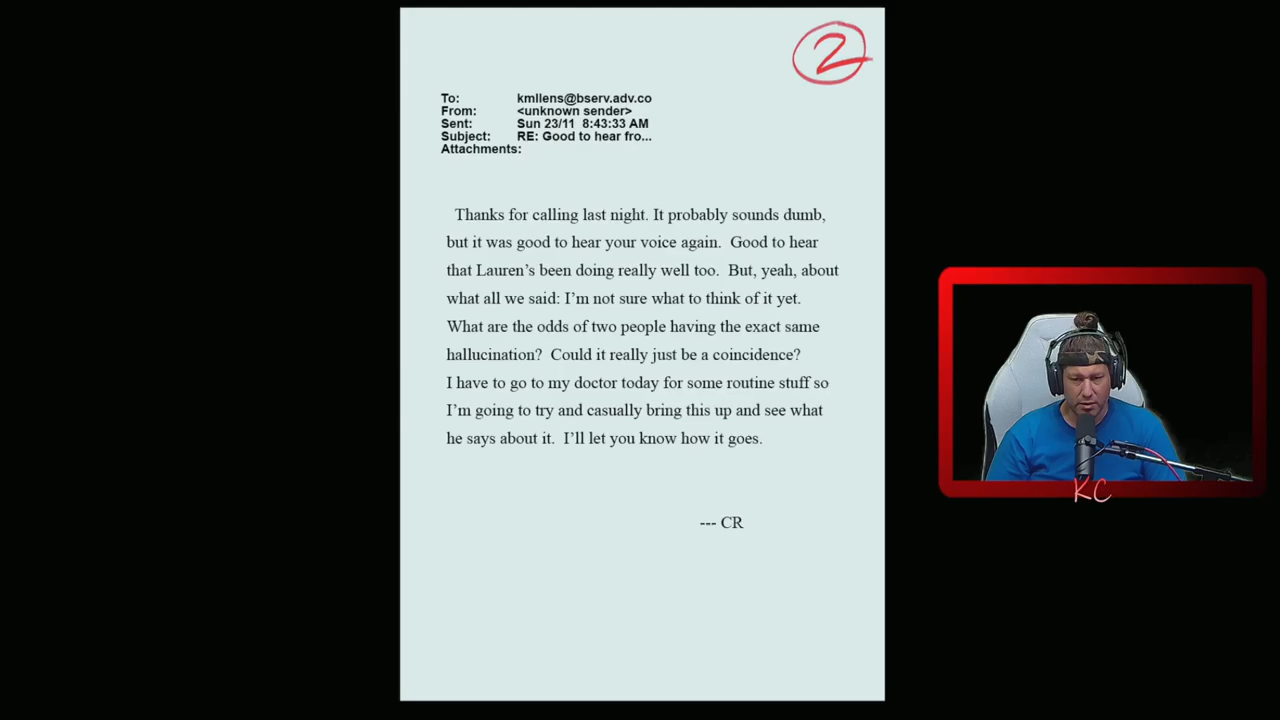 2
To: kmllens@bserv.adv.co
From: <unknown sender>
Sent: Sun 23/11 8:43:33 AM
Subject: RE: Good to hear fro...
Attachments:
Thanks for calling last night. It probably sounds dumb,
but it was good to hear your voice again. Good to hear
that Lauren’s been doing really well too. But, yeah, about
what all we said: I’m not sure what to think of it yet.
What are the odds of two people having the exact same
hallucination? Could it really just be a coincidence?
I have to go to my doctor today for some routine stuff so
I’m going to try and casually bring this up and see what
he says about it. I’ll let you know how it goes.
--- CR
KC